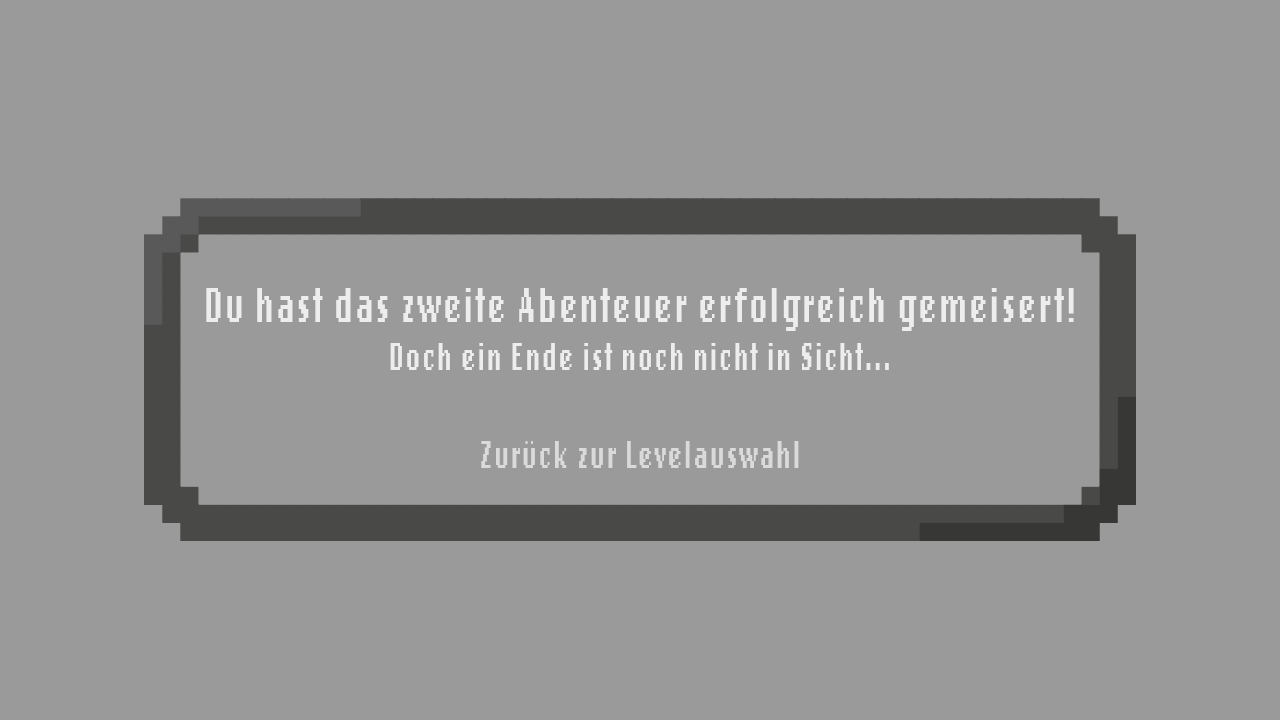 Du hast das zweite Abenteuer erfolgreich gemeisert!
Doch ein Ende ist noch nicht in Sicht...
Zurück zur Levelauswahl